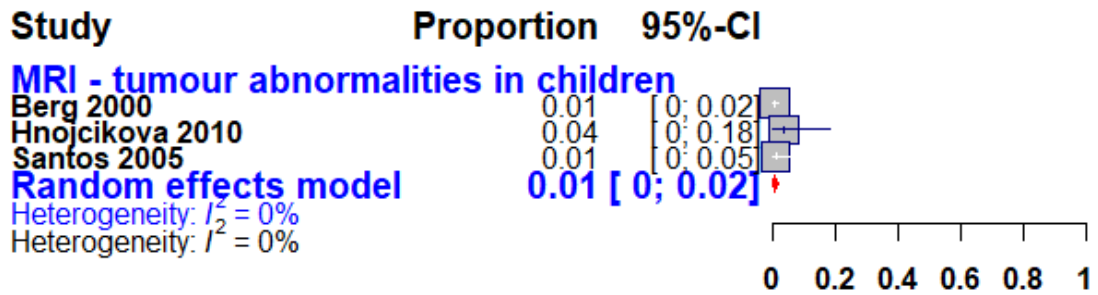 Study Proportion 95%-CI
MRI - tumour abnormalities in children
Berg 2000 0.01 [ 0; 0.02]
Hnojcikova 2010 0.04 [ 0; 0.18]
Santos 2005 0.01 [ 0; 0.05]
Random effects model 0.01 [ 0; 0.02]
Heterogeneity: I² = 0%
Heterogeneity: I² = 0%
0 0.2 0.4 0.6 0.8 1